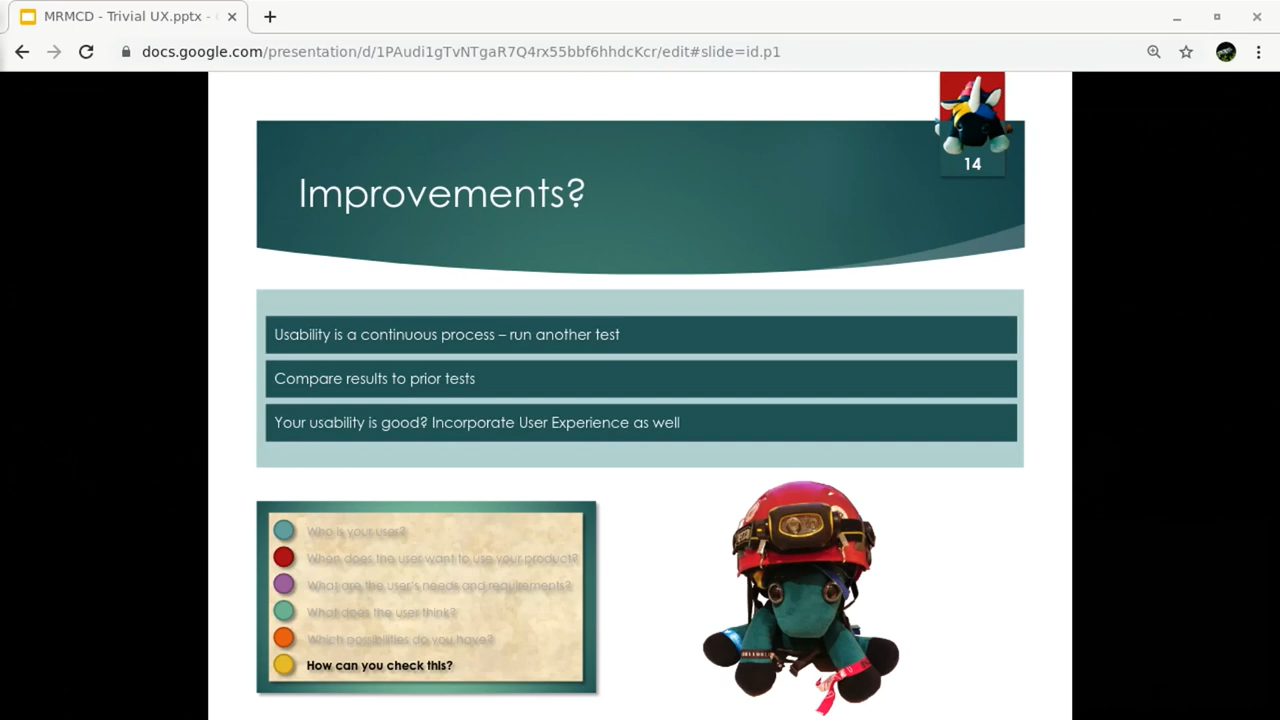 MRMCD - Trivial UX.pptx -
docs.google.com/presentation/d/1PAudi1gTvNTgaR7Q4rx55bbf6hhdcKcr/edit#slide=id.p1
14
Improvements?
Usability is a continuous process – run another test
Compare results to prior tests
Your usability is good? Incorporate User Experience as well
Who is your user?
When does the user want to use your product?
What are the user's needs and requirements?
What does the user think?
Which possibilities do you have?
How can you check this?